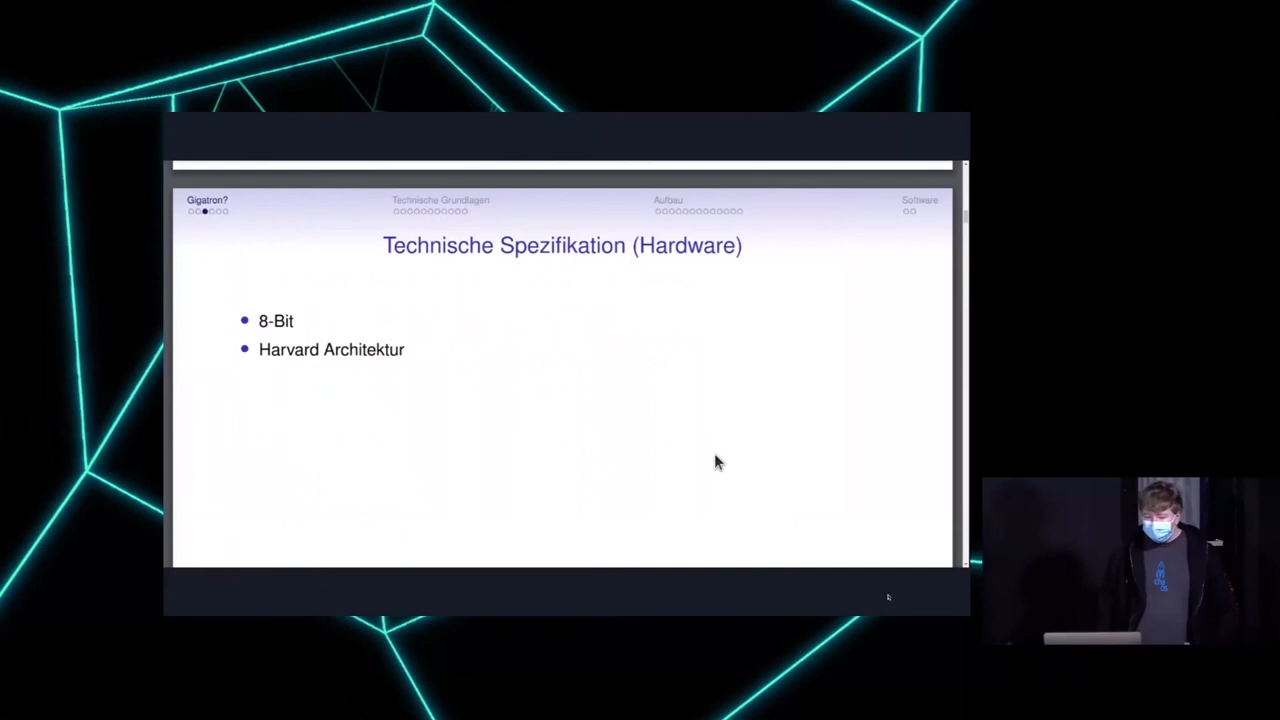 Gigatron? Technische Grundlagen Aufbau Software
Technische Spezifikation (Hardware)
8-Bit
Harvard Architektur